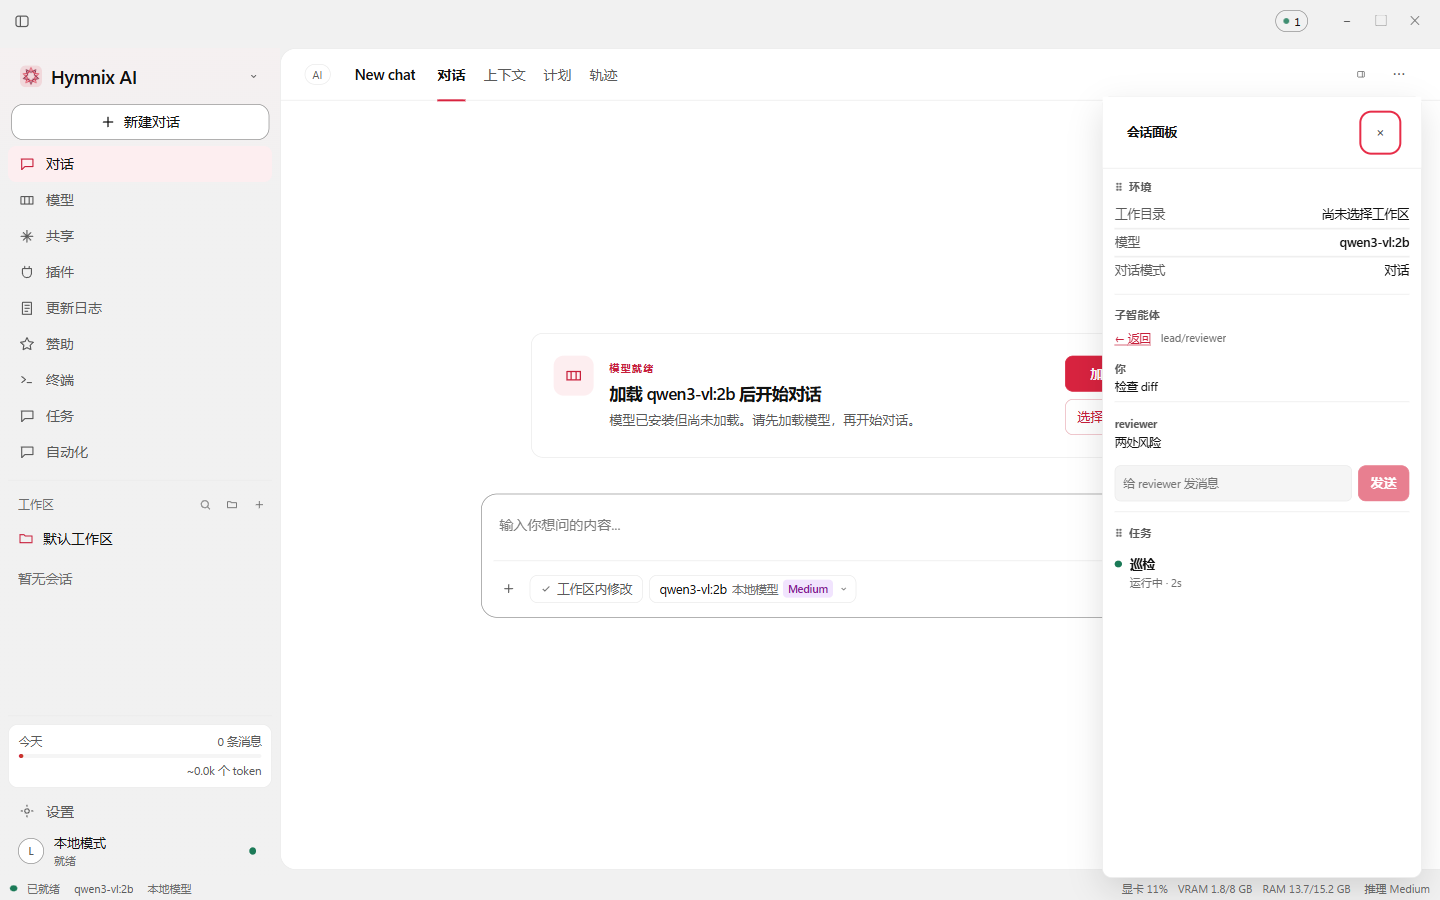 1
Hymnix AI
新建对话
对话
模型
共享
插件
更新日志
赞助
终端
任务
自动化
工作区
默认工作区
暂无会话
今天 0 条消息
~0.0k 个 token
设置
L 本地模式
就绪
AI New chat 对话 上下文 计划 轨迹
模型就绪
加载 qwen3-vl:2b 后开始对话
模型已安装但尚未加载。请先加载模型，再开始对话。
加
选择
输入你想问的内容...
工作区内修改 qwen3-vl:2b 本地模型 Medium
会话面板
环境
工作目录 尚未选择工作区
模型 qwen3-vl:2b
对话模式 对话
子智能体
← 返回 lead/reviewer
你
检查 diff
reviewer
两处风险
给 reviewer 发消息 发送
任务
巡检
运行中 · 2s
已就绪 qwen3-vl:2b 本地模型 显卡 11% VRAM 1.8/8 GB RAM 13.7/15.2 GB 推理 Medium